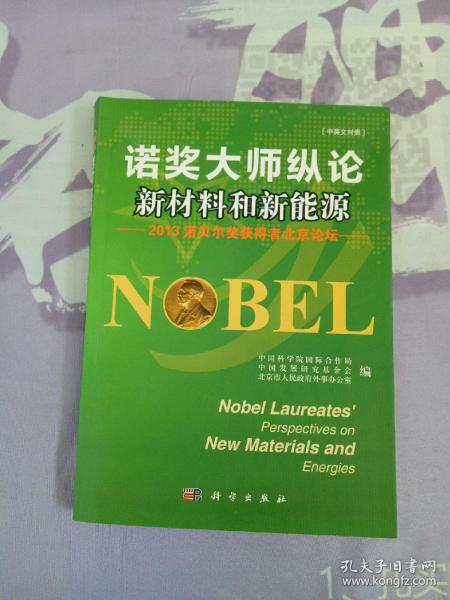 [中英文对照]
诺奖大师纵论
新材料和新能源
2013诺贝尔奖获得者北京论坛
NOBEL
中国科学院国际合作局
中国发展研究基金会 编
北京市人民政府外事办公室
Nobel Laureates'
Perspectives on
New Materials and
Energies
科学出版社
孔夫子旧书网
www.kongfz.com